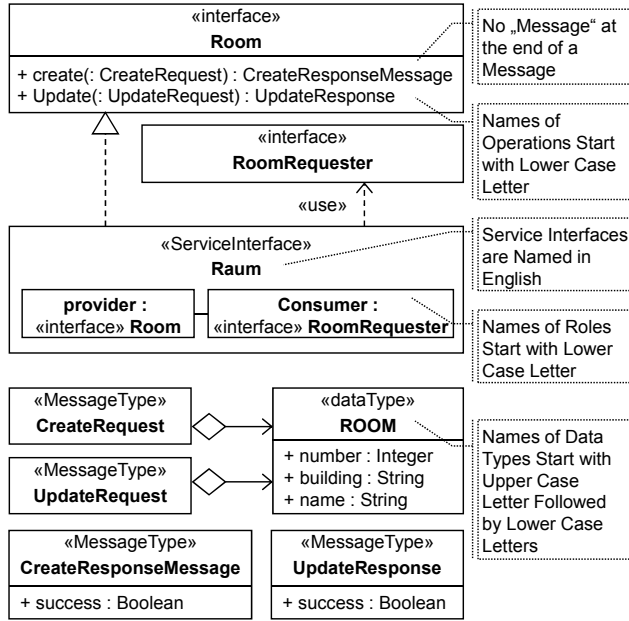 «interface»
Room
+ create(: CreateRequest) : CreateResponseMessage
+ Update(: UpdateRequest) : UpdateResponse
No „Message“ at
the end of a
Message
Names of
Operations Start
with Lower Case
Letter
«interface»
RoomRequester
«use»
«ServiceInterface»
Raum
provider :
«interface» Room
Consumer :
«interface» RoomRequester
Service Interfaces
are Named in
English
Names of Roles
Start with Lower
Case Letter
«MessageType»
CreateRequest
«MessageType»
UpdateRequest
«dataType»
ROOM
+ number : Integer
+ building : String
+ name : String
Names of Data
Types Start with
Upper Case
Letter Followed
by Lower Case
Letters
«MessageType»
CreateResponseMessage
+ success : Boolean
«MessageType»
UpdateResponse
+ success : Boolean